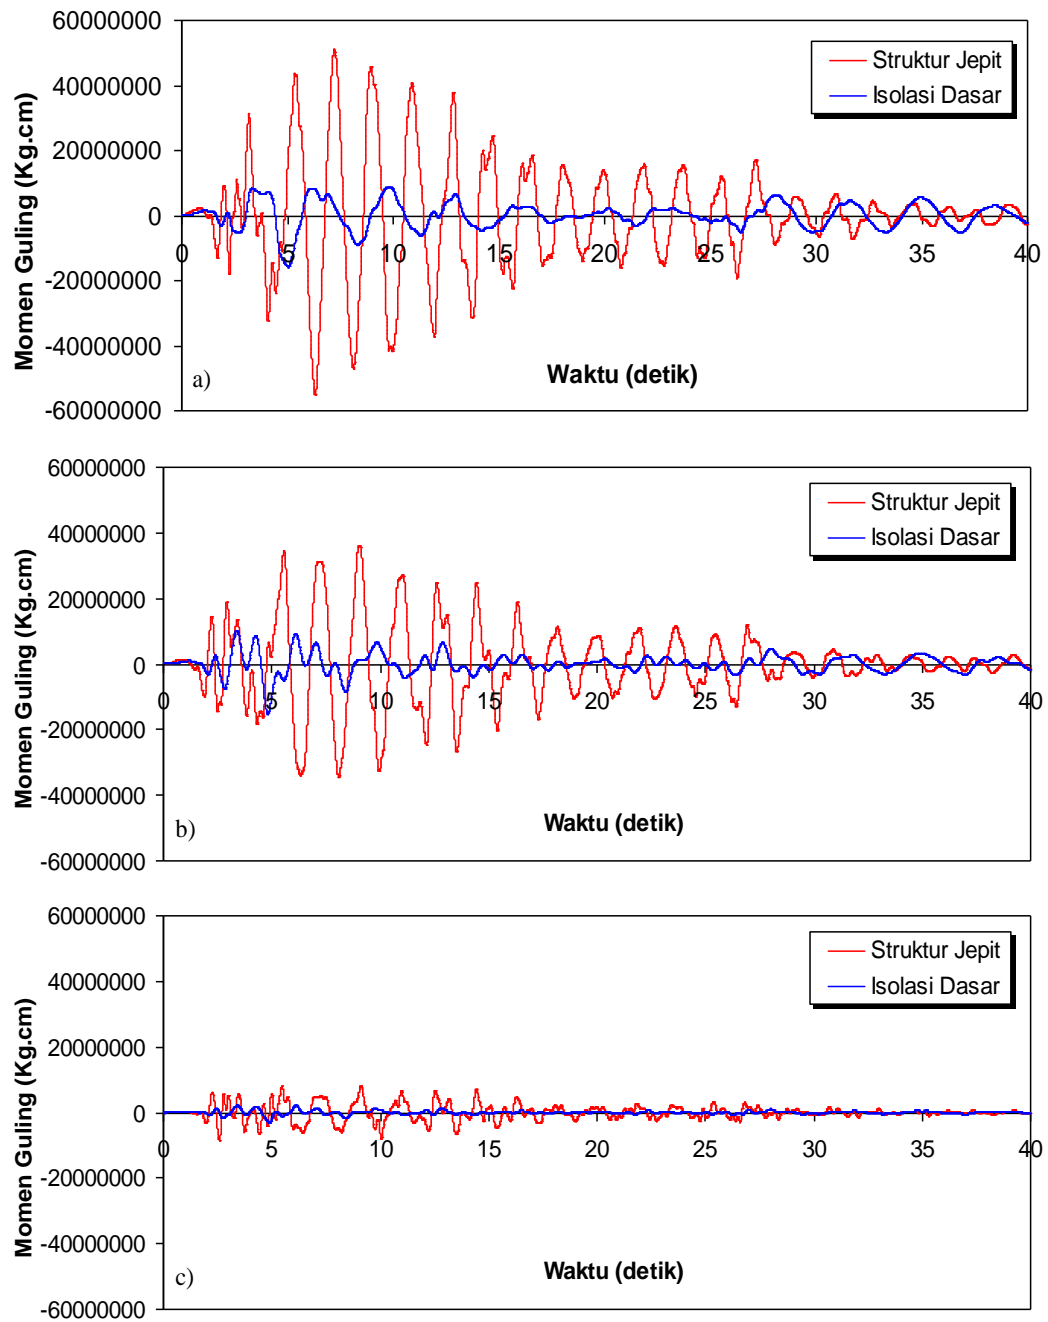 60000000
40000000
20000000
0
-20000000
-40000000
-60000000
Momen Guling (Kg.cm)
Struktur Jepit
Isolasi Dasar
0 5 10 15 20 25 30 35 40
Waktu (detik)
a)
60000000
40000000
20000000
0
-20000000
-40000000
-60000000
Momen Guling (Kg.cm)
Struktur Jepit
Isolasi Dasar
0 5 10 15 20 25 30 35 40
Waktu (detik)
b)
60000000
40000000
20000000
0
-20000000
-40000000
-60000000
Momen Guling (Kg.cm)
Struktur Jepit
Isolasi Dasar
0 5 10 15 20 25 30 35 40
Waktu (detik)
c)